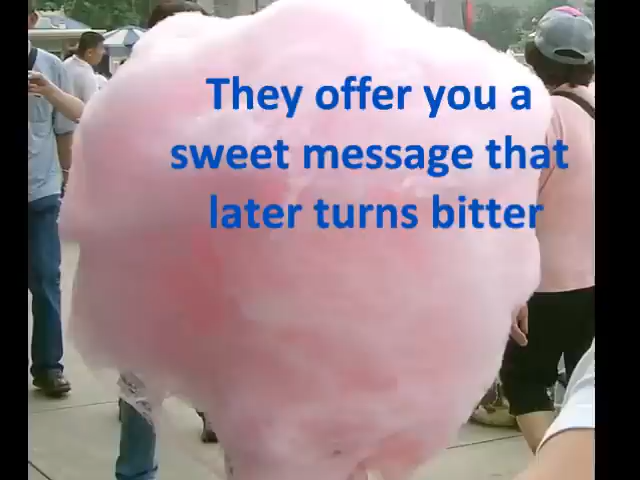 They offer you a
sweet message that
later turns bitter